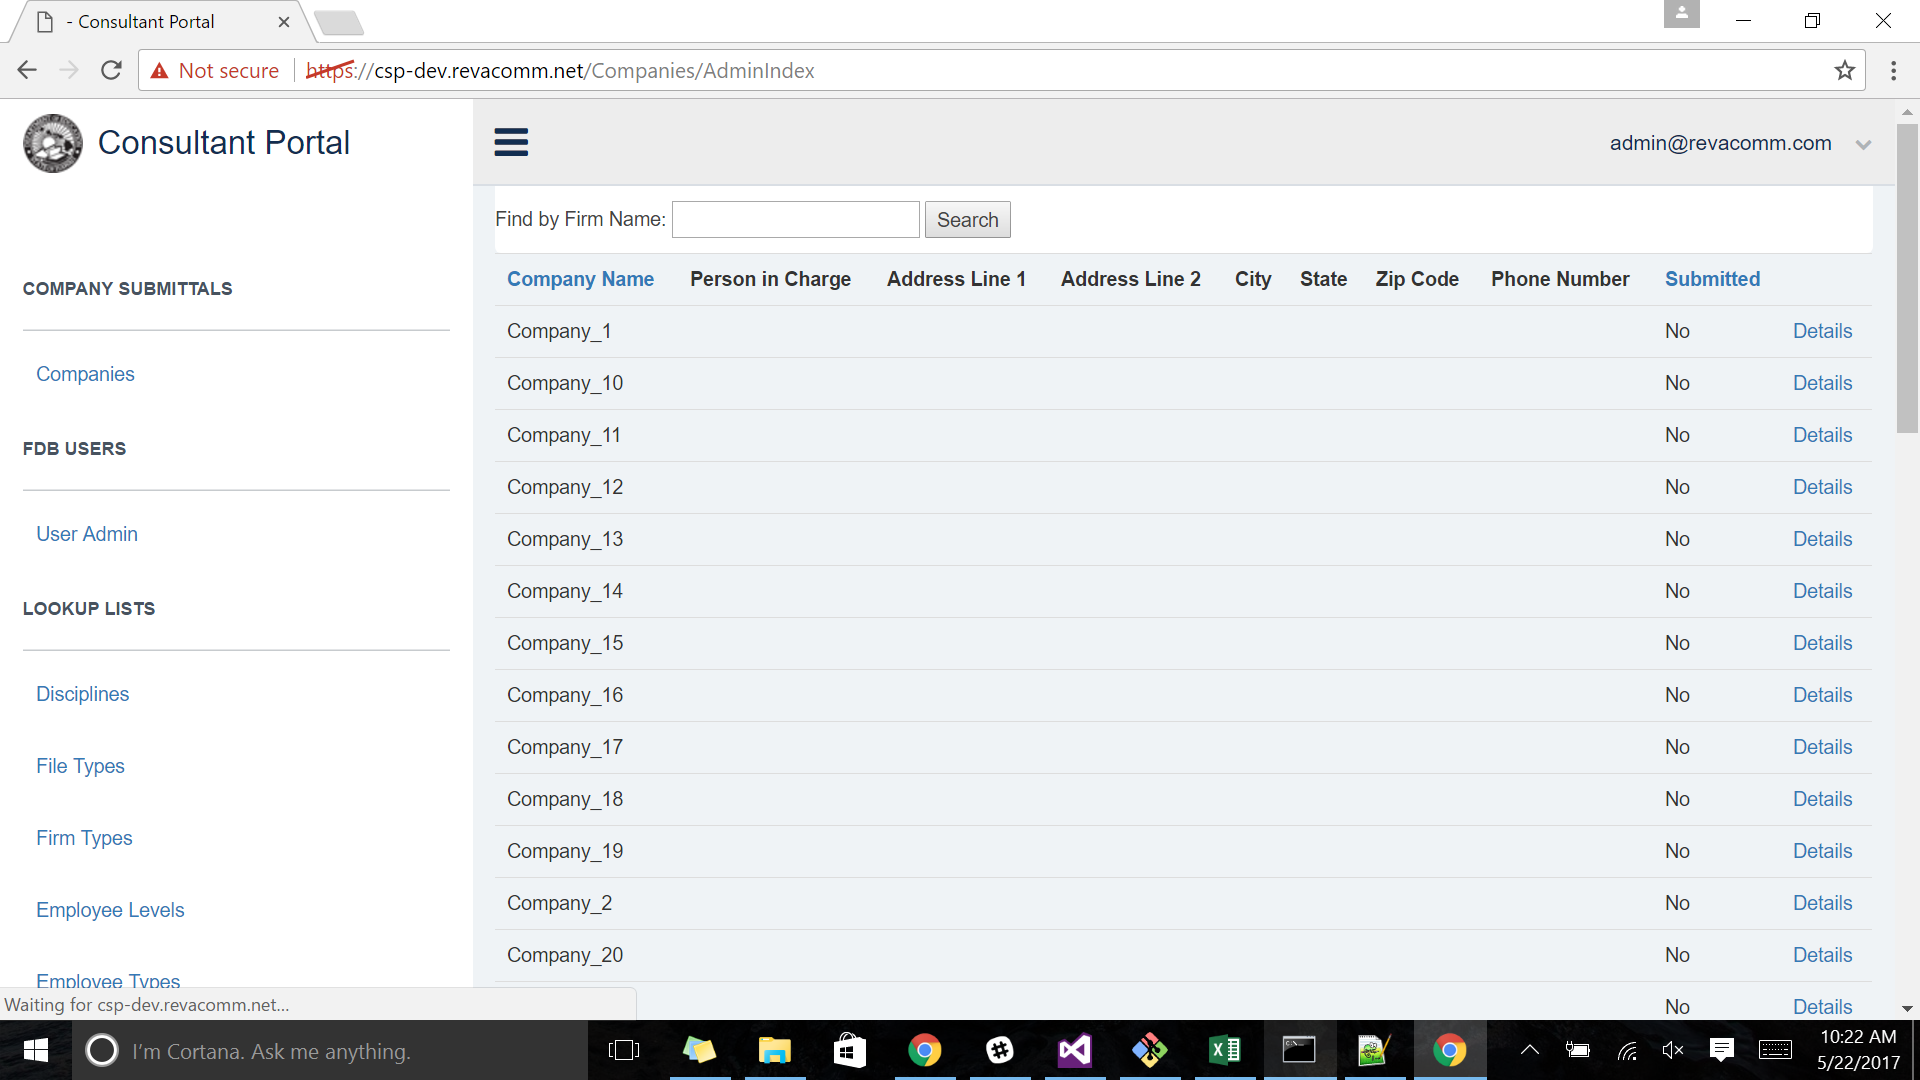 - Consultant Portal
Not secure https://csp-dev.revacomm.net/Companies/AdminIndex
Consultant Portal
admin@revacomm.com
COMPANY SUBMITTALS
Companies
FDB USERS
User Admin
LOOKUP LISTS
Disciplines
File Types
Firm Types
Employee Levels
Employee Types
Find by Firm Name: Search
Company Name Person in Charge Address Line 1 Address Line 2 City State Zip Code Phone Number Submitted
Company_1 No Details
Company_10 No Details
Company_11 No Details
Company_12 No Details
Company_13 No Details
Company_14 No Details
Company_15 No Details
Company_16 No Details
Company_17 No Details
Company_18 No Details
Company_19 No Details
Company_2 No Details
Company_20 No Details
No Details
Waiting for csp-dev.revacomm.net...
I'm Cortana. Ask me anything.
10:22 AM
5/22/2017